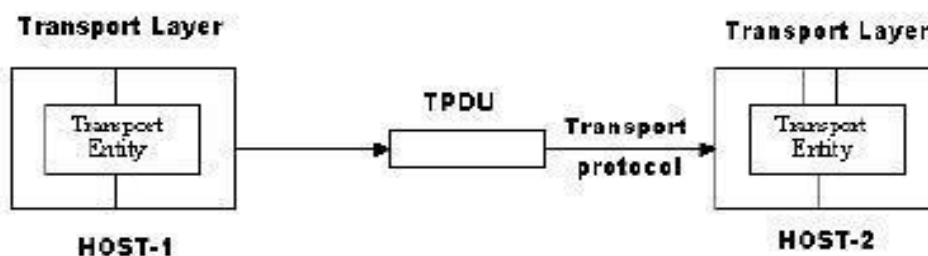 Transport Layer
Transport Layer
TPDU
Transport
Entity
Transport
protocol
Transport
Entity
HOST-1
HOST-2